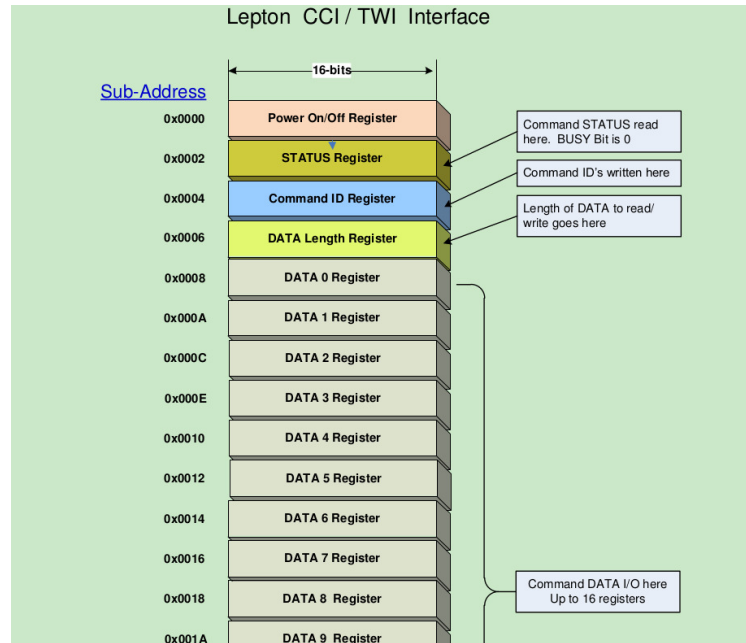 Lepton CCI / TWI Interface
16-bits
Sub-Address
0x0000 Power On/Off Register
Command STATUS read
here. BUSY Bit is 0
0x0002 STATUS Register
Command ID's written here
0x0004 Command ID Register
Length of DATA to read/
write goes here
0x0006 DATA Length Register
0x0008 DATA 0 Register
0x000A DATA 1 Register
0x000C DATA 2 Register
0x000E DATA 3 Register
0x0010 DATA 4 Register
0x0012 DATA 5 Register
0x0014 DATA 6 Register
0x0016 DATA 7 Register
Command DATA I/O here
Up to 16 registers
0x0018 DATA 8 Register
0x001A DATA 9 Register